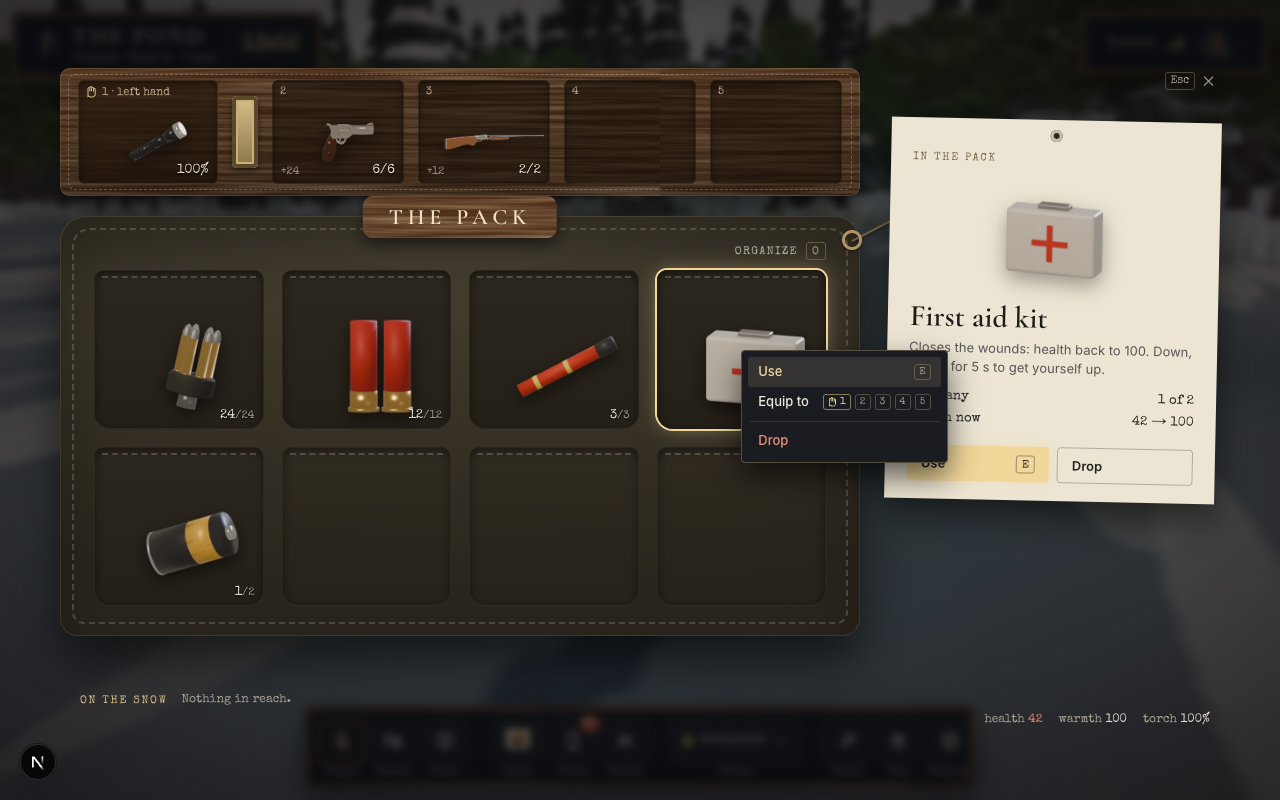 THE POND
Esc
1 · left hand
2
3
4
5
100%
+24
6/6
+12
2/2
THE PACK
ORGANIZE
O
24/24
12/12
3/3
1/2
Use
E
Equip to
1
2
3
4
5
Drop
IN THE PACK
First aid kit
Closes the wounds: health back to 100. Down,
for 5 s to get yourself up.
1 of 2
now
42 → 100
Use
E
Drop
ON THE SNOW
Nothing in reach.
health 42
warmth 100
torch 100%
N